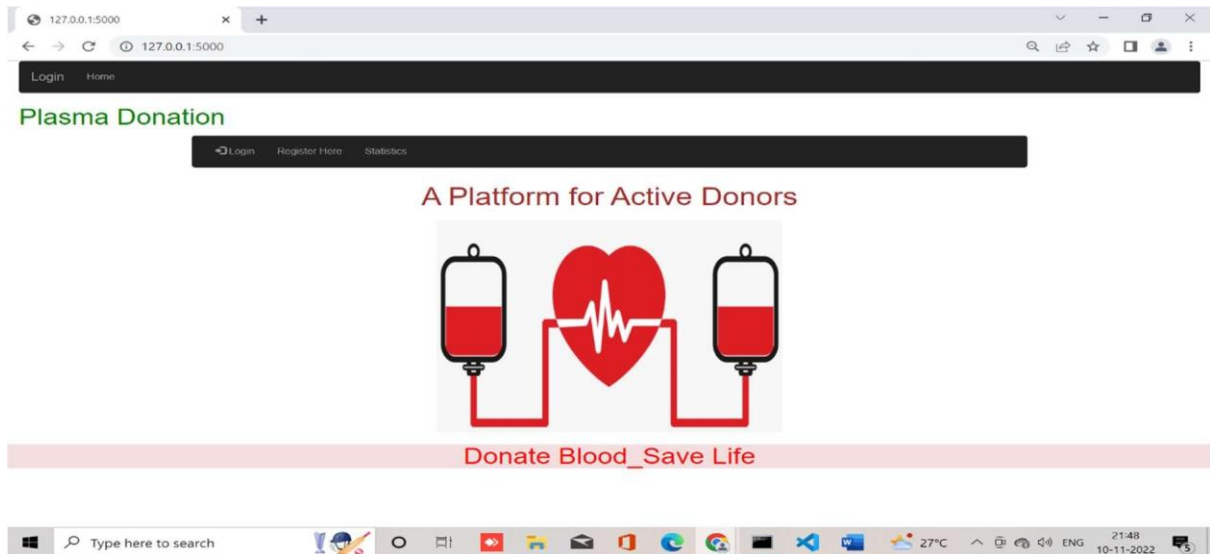 127.0.0.1:5000
127.0.0.1:5000
Login Home
Plasma Donation
Login Register Here Statistics
A Platform for Active Donors
Donate Blood_Save Life
Type here to search 27°C ENG 21:48
10-11-2022